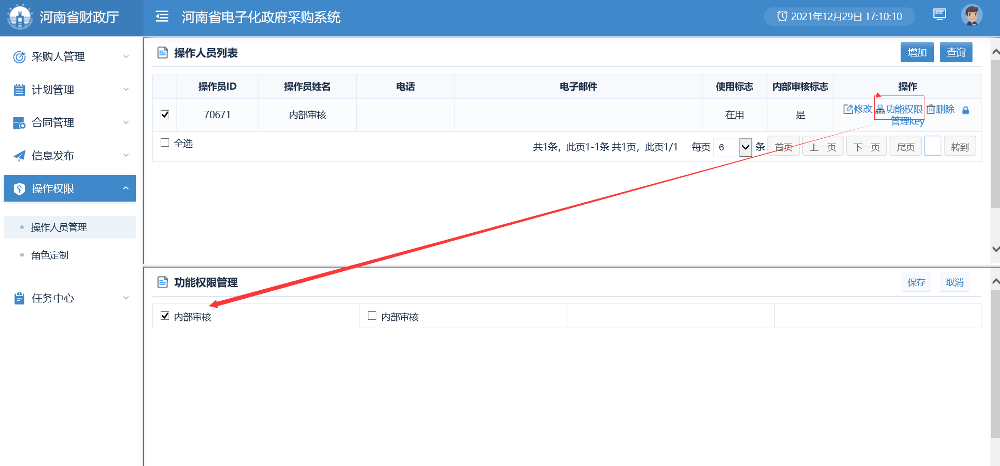 河南省财政厅
河南省电子化政府采购系统
2021年12月29日 17:10:10
采购人管理
计划管理
合同管理
信息发布
操作权限
操作人员管理
角色定制
任务中心
操作人员列表
增加
查询
操作员ID 操作员姓名 电话 电子邮件 使用标志 内部审核标志 操作
70671 内部审核 在用 是 修改 功能权限 删除
管理key
全选
共1条，此页1-1条 共1页，此页1/1 每页 6 条 首页 上一页 下一页 尾页 转到
功能权限管理
保存
取消
内部审核 内部审核